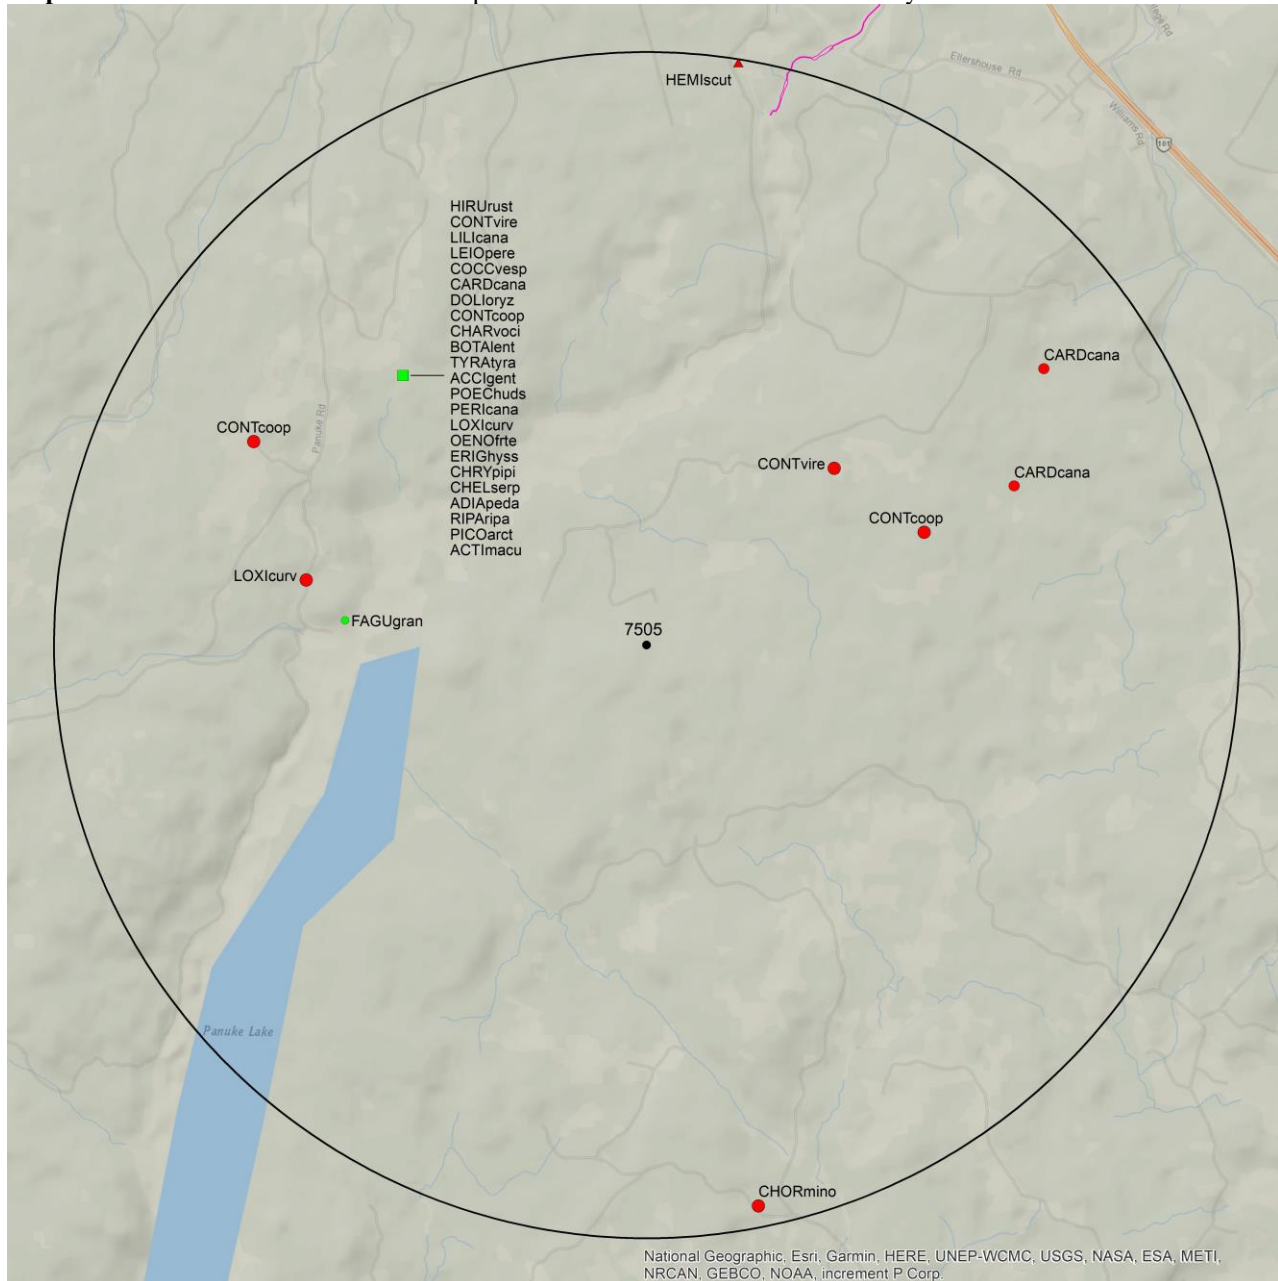 HEMIscut
Ellershouse Rd
Williams Rd
101
HIRUrust
CONTvire
LILIcana
LEIOpere
COCCvesp
CARDcana
DOLIoryz
CONTcoop
CHARvoci
BOTAlent
TYRAtyra
ACCIgent
POEChuds
PERIcana
LOXIcurv
OENOfrte
ERIGhyss
CHRYpipi
CHELserp
ADIApeda
RIPAripa
PICOarct
ACTImacu
CARDcana
CONTcoop
Panuke Rd
CONTvire
CARDcana
CONTcoop
LOXIcurv
FAGUgran
7505
Panuke Lake
CHORmino
National Geographic, Esri, Garmin, HERE, UNEP-WCMC, USGS, NASA, ESA, METI,
NRCAN, GEBCO, NOAA, increment P Corp.